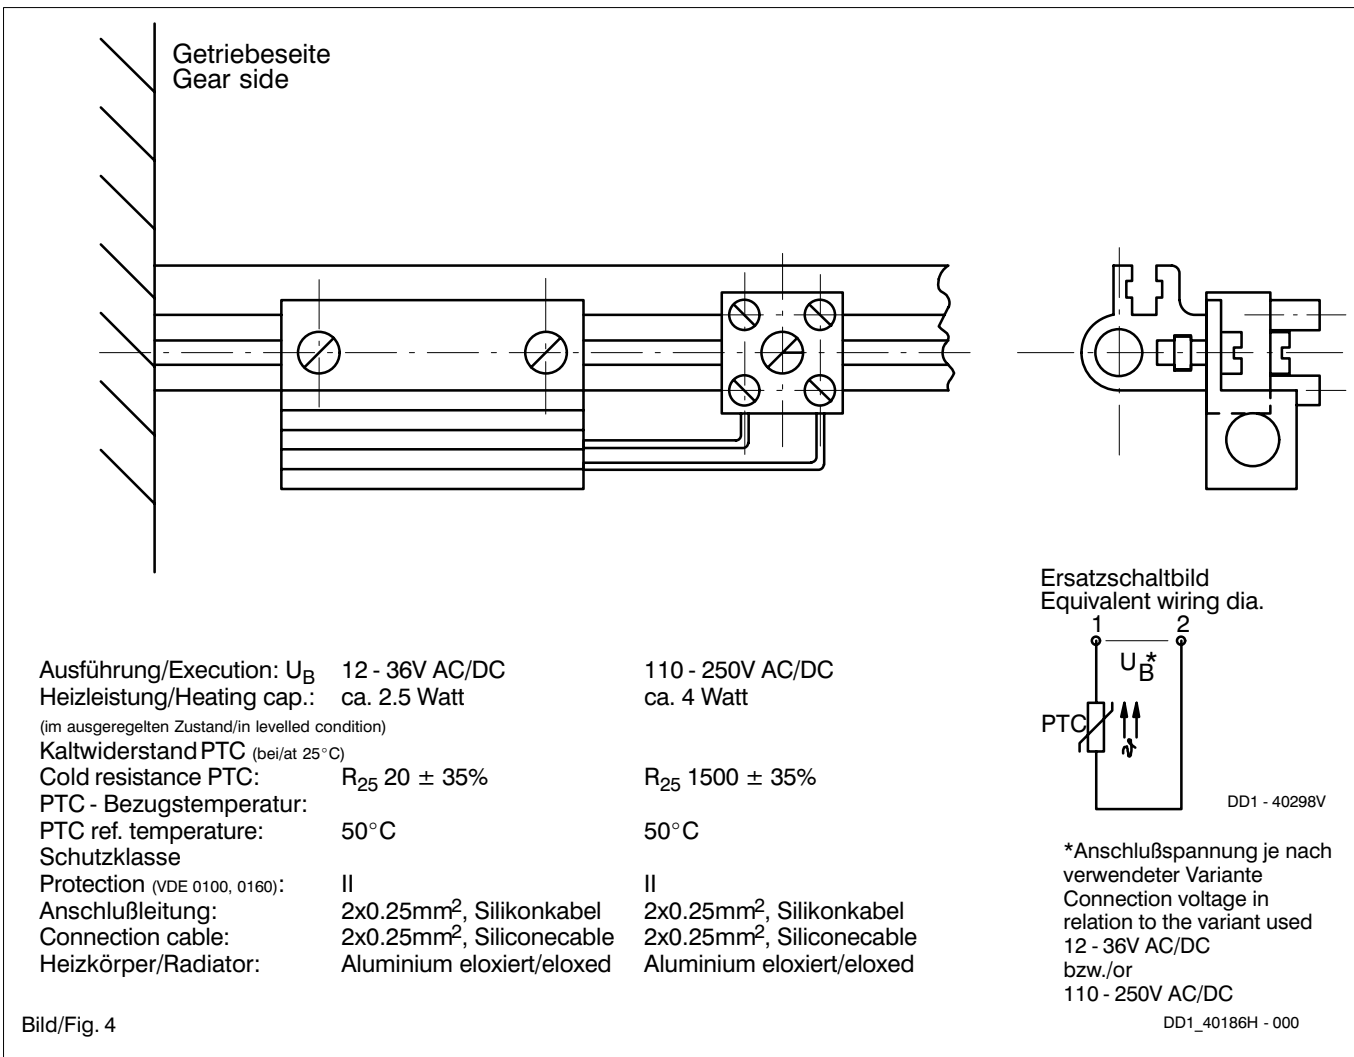 Getriebeseite
Gear side
Ersatzschaltbild
Equivalent wiring dia.
1 2
U_B*
PTC
ϑ
DD1 - 40298V
*Anschlußspannung je nach
verwendeter Variante
Connection voltage in
relation to the variant used
12 - 36V AC/DC
bzw./or
110 - 250V AC/DC
DD1_40186H - 000
Ausführung/Execution: U_B 12 - 36V AC/DC 110 - 250V AC/DC
Heizleistung/Heating cap.: ca. 2.5 Watt ca. 4 Watt
(im ausgeregelten Zustand/in levelled condition)
Kaltwiderstand PTC (bei/at 25°C)
Cold resistance PTC: R₂₅ 20 ± 35% R₂₅ 1500 ± 35%
PTC - Bezugstemperatur:
PTC ref. temperature: 50°C 50°C
Schutzklasse
Protection (VDE 0100, 0160): II II
Anschlußleitung: 2x0.25mm², Silikonkabel 2x0.25mm², Silikonkabel
Connection cable: 2x0.25mm², Siliconecable 2x0.25mm², Siliconecable
Heizkörper/Radiator: Aluminium eloxiert/eloxed Aluminium eloxiert/eloxed
Bild/Fig. 4